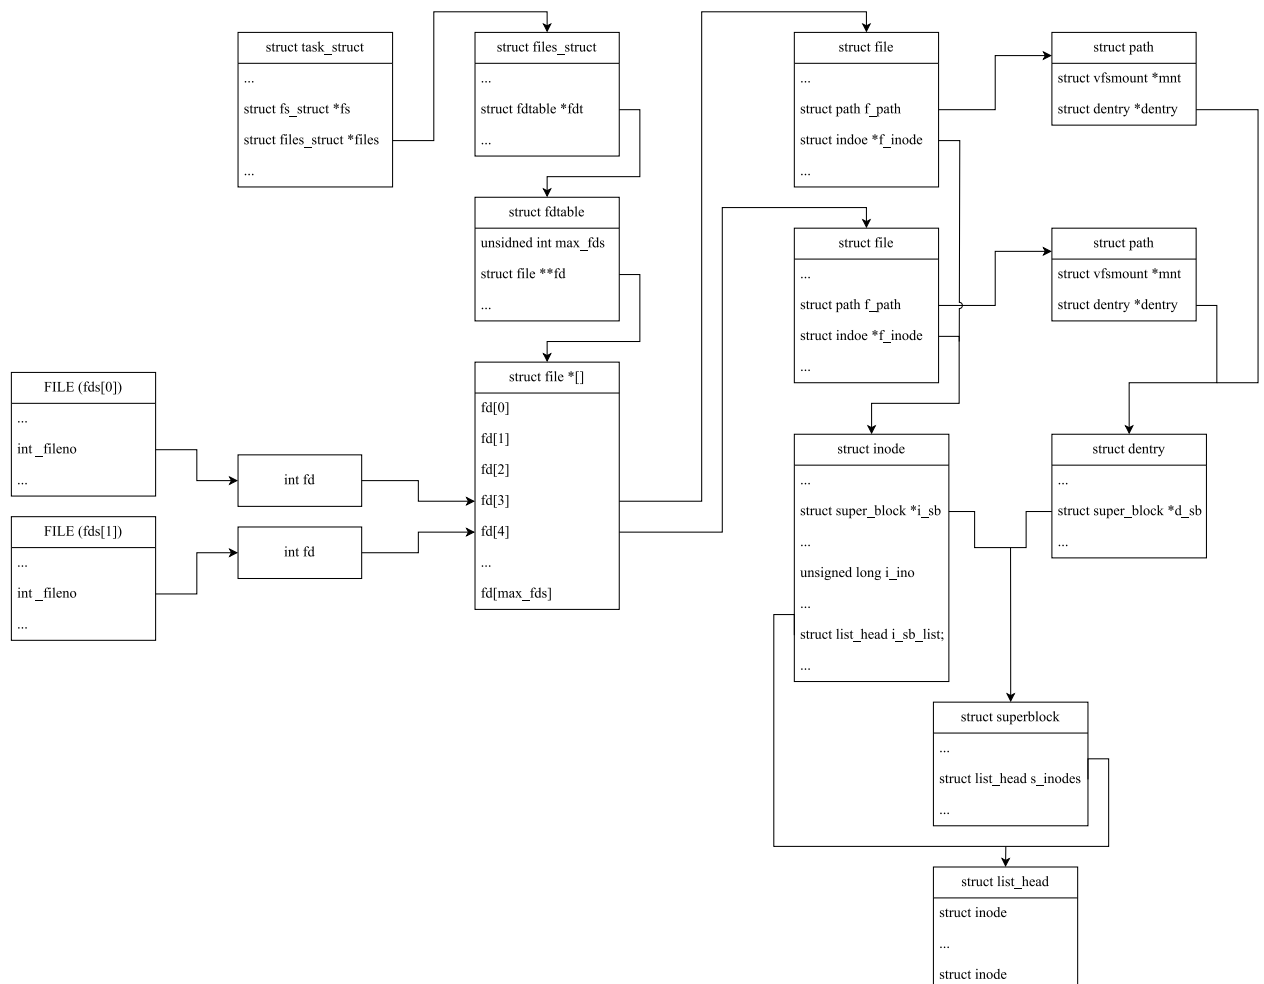 struct task_struct
...
struct fs_struct *fs
struct files_struct *files
...
struct files_struct
...
struct fdtable *fdt
...
struct fdtable
unsidned int max_fds
struct file **fd
...
struct file *[]
fd[0]
fd[1]
fd[2]
fd[3]
fd[4]
...
fd[max_fds]
FILE (fds[0])
...
int _fileno
...
int fd
FILE (fds[1])
...
int _fileno
...
int fd
struct file
...
struct path f_path
struct indoe *f_inode
...
struct path
struct vfsmount *mnt
struct dentry *dentry
struct file
...
struct path f_path
struct indoe *f_inode
...
struct path
struct vfsmount *mnt
struct dentry *dentry
struct inode
...
struct super_block *i_sb
...
unsigned long i_ino
...
struct list_head i_sb_list;
...
struct dentry
...
struct super_block *d_sb
...
struct superblock
...
struct list_head s_inodes
...
struct list_head
struct inode
...
struct inode